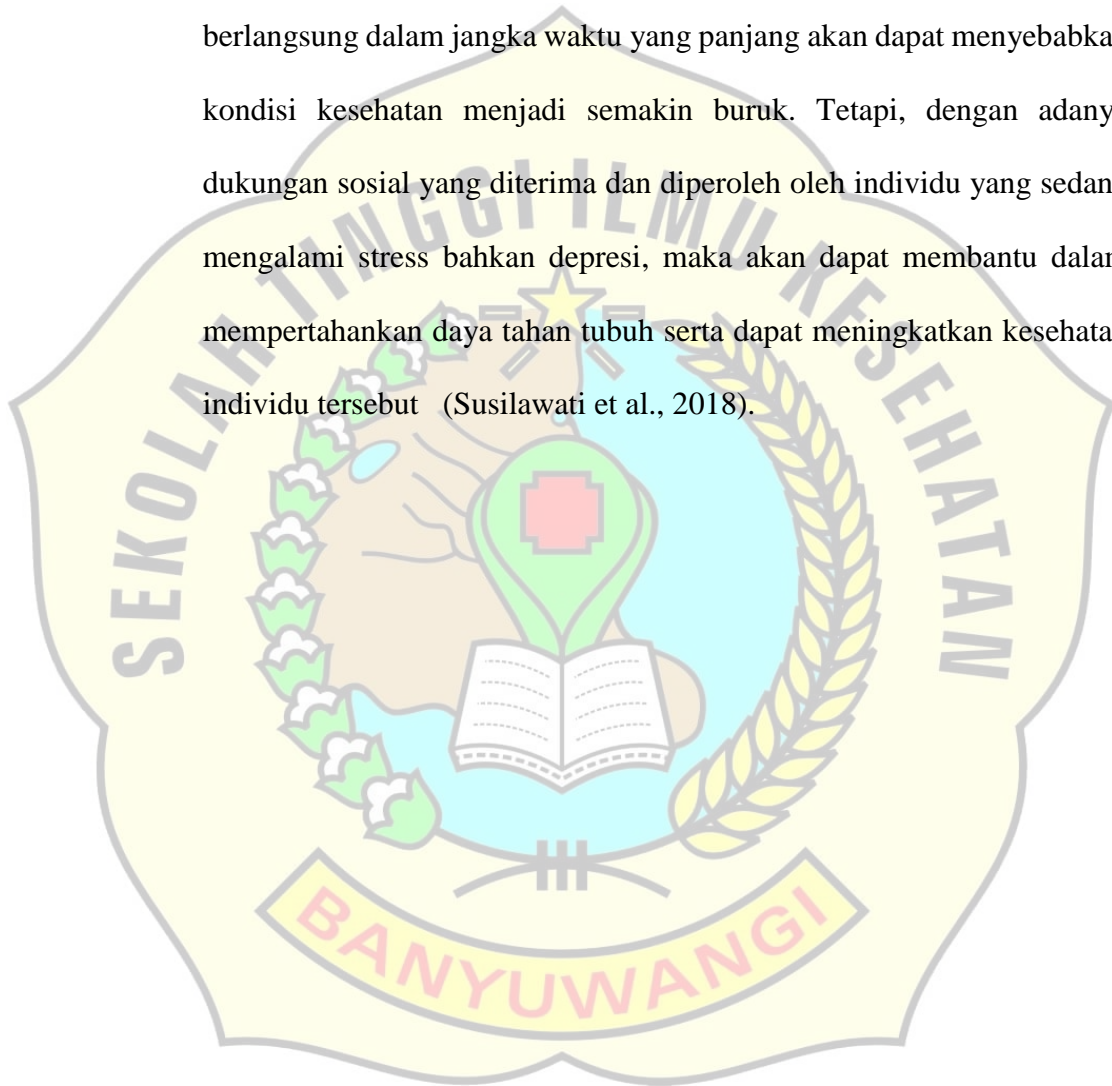 berlangsung dalam jangka waktu yang panjang akan dapat menyebabka
kondisi kesehatan menjadi semakin buruk. Tetapi, dengan adany
dukungan sosial yang diterima dan diperoleh oleh individu yang sedan
mengalami stress bahkan depresi, maka akan dapat membantu dalam
mempertahankan daya tahan tubuh serta dapat meningkatkan kesehata
individu tersebut (Susilawati et al., 2018).
SEKOLAH TINGGI ILMU KESEHATAN
BANYUWANGI